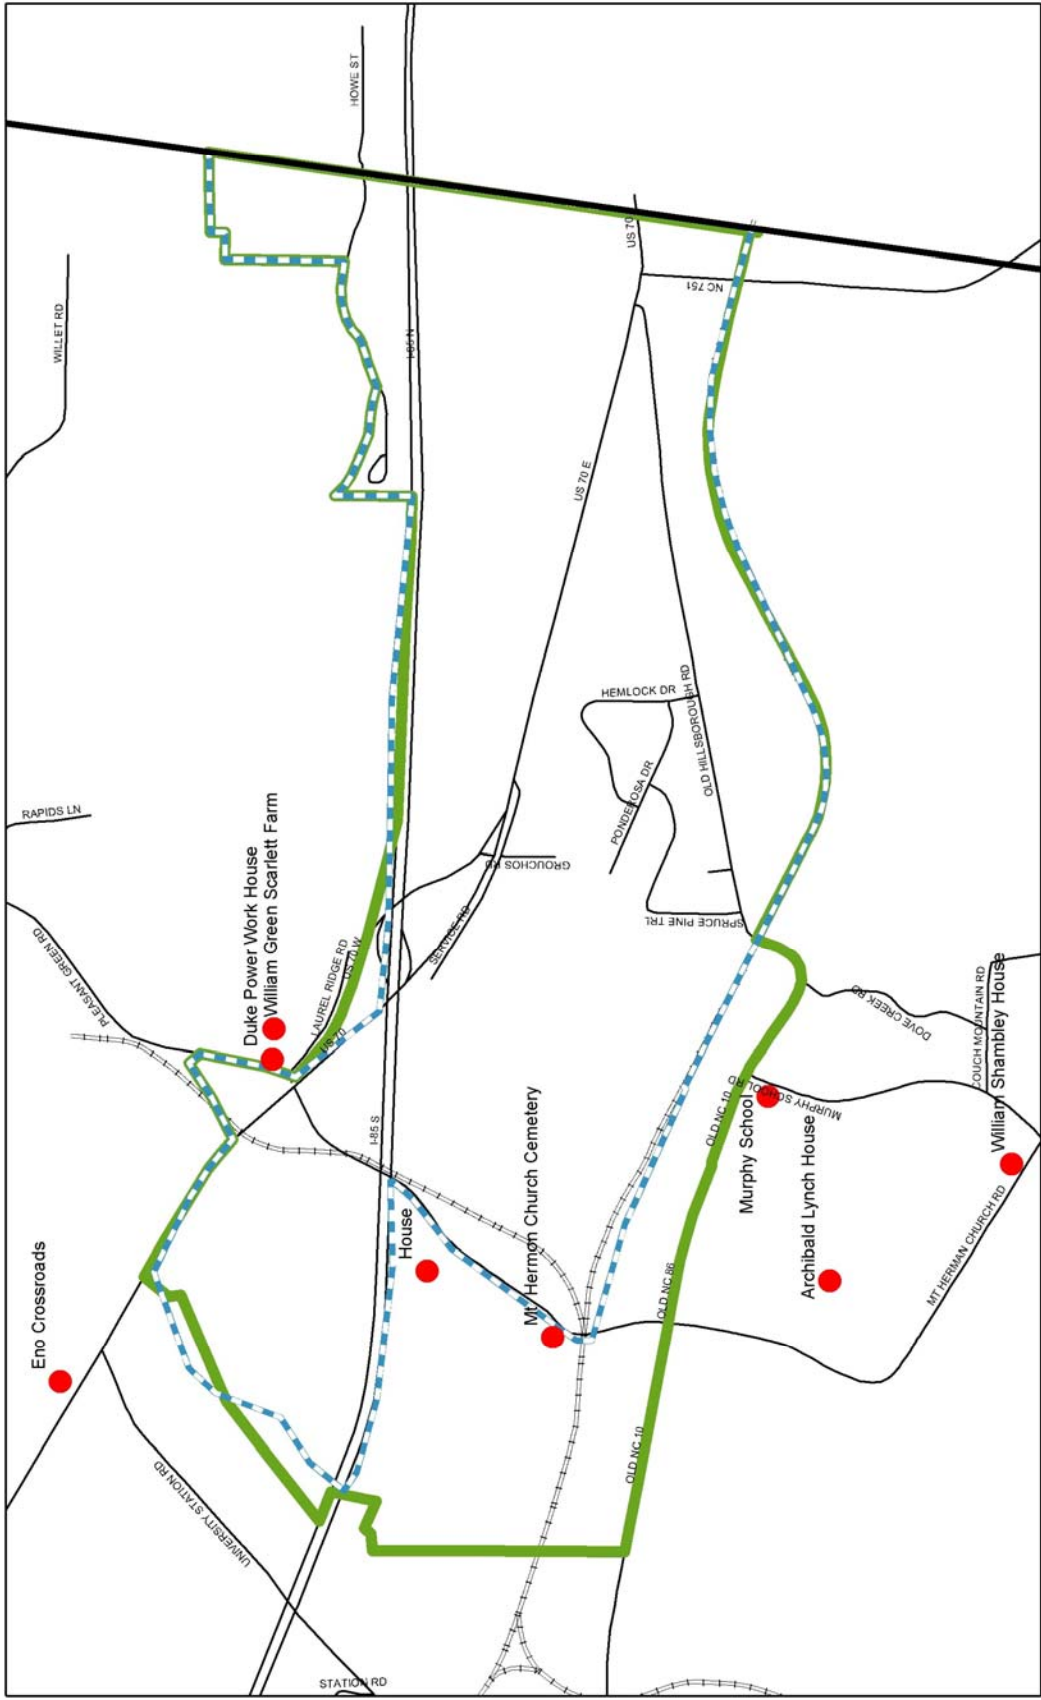 HOWE ST
WILLET RD
I-85 N
US 70
NC 751
US 70 E
HEMLOCK DR
OLD HILLSBOROUGH RD
PONDEROSA DR
RAPIDS LN
GROUCHOS RD
SPRUCE PINE TRL
SERVICE RD
Duke Power Work House
William Green Scarlett Farm
LAUREL RIDGE RD
US 70 W
US 70
PLEASANT GREEN RD
DOVE CREEK RD
COUCH MOUNTAIN RD
William Shambley House
MURPHY SCHOOL RD
OLD NC 10
Murphy School
I-85 S
Mt. Hermon Church Cemetery
House
Archibald Lynch House
MT HERMAN CHURCH RD
OLD NC 86
Eno Crossroads
OLD NC 10
UNIVERSITY STATION RD
STATION RD